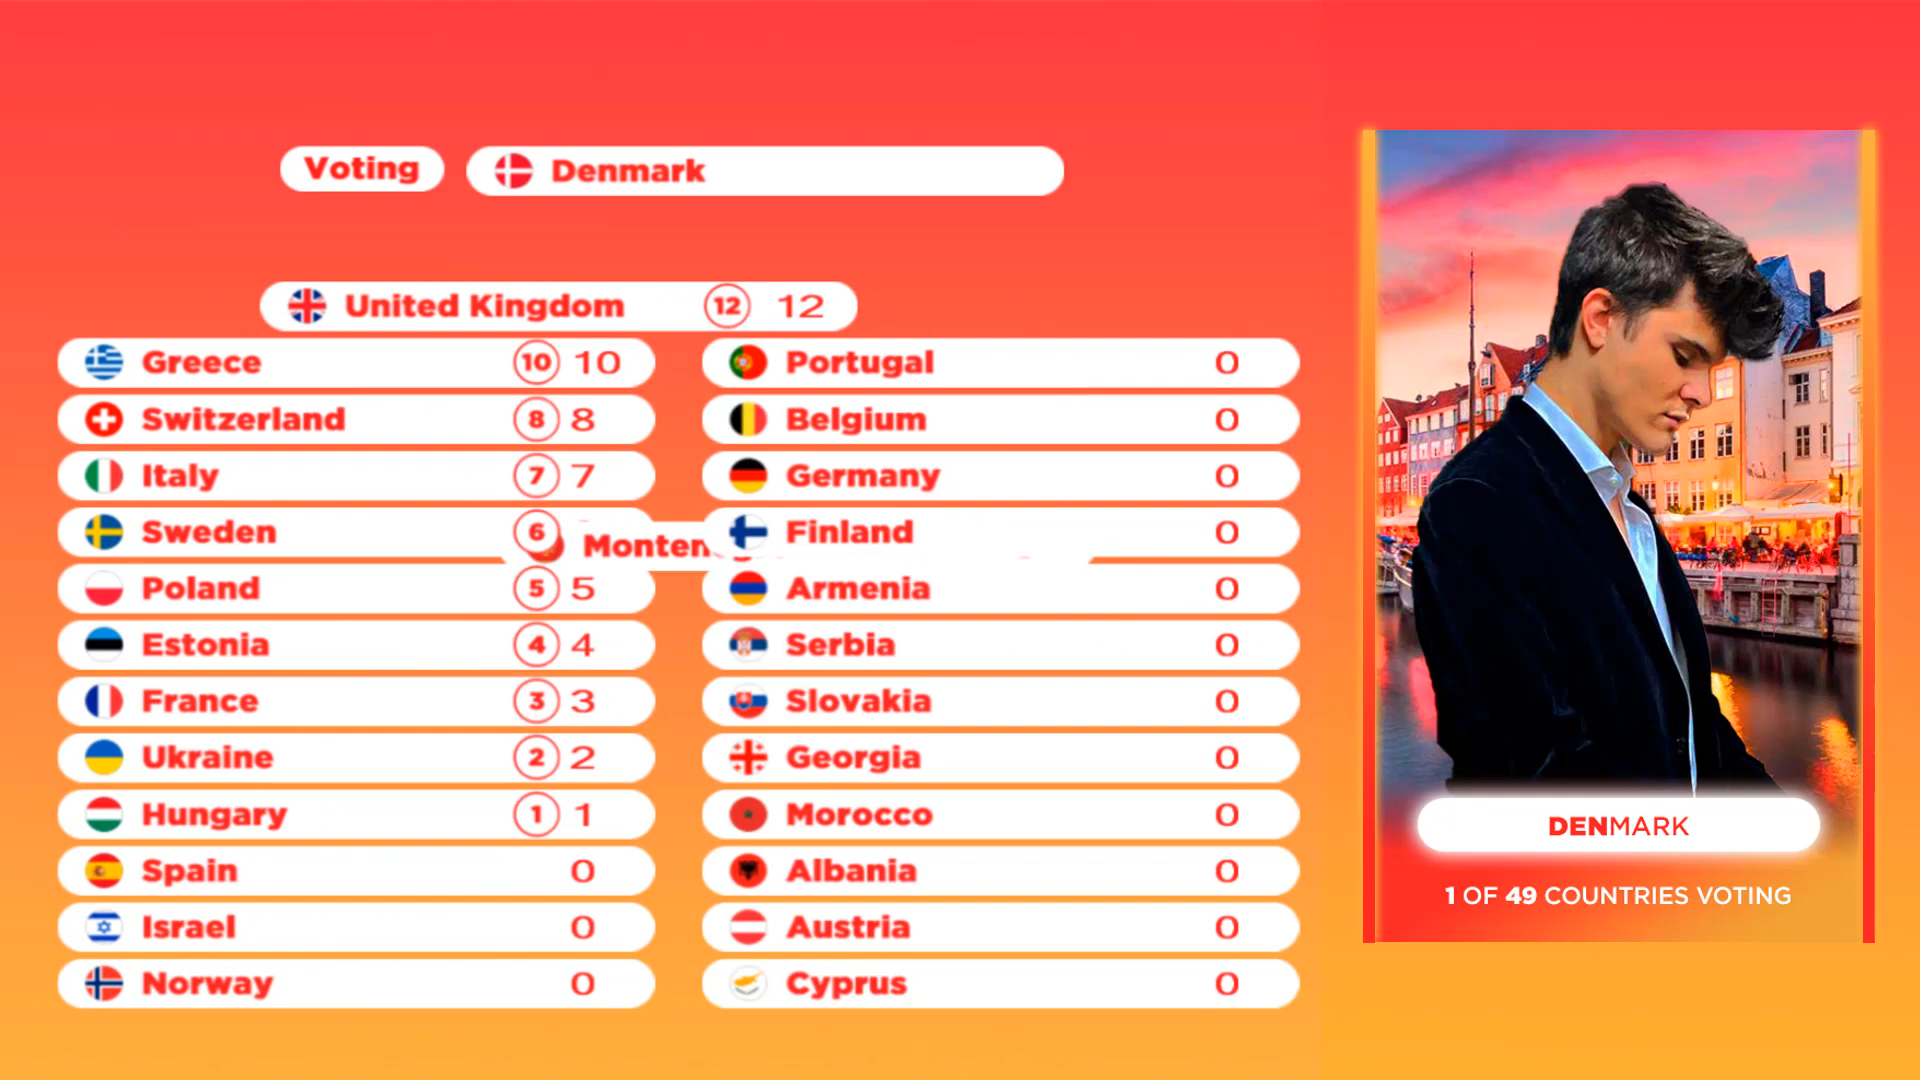 Voting Denmark
United Kingdom 12 12
Greece 10 10
Switzerland 8 8
Italy 7 7
Sweden 6
Monten
Poland 5 5
Estonia 4 4
France 3 3
Ukraine 2 2
Hungary 1 1
Spain 0
Israel 0
Norway 0
Portugal 0
Belgium 0
Germany 0
Finland 0
Armenia 0
Serbia 0
Slovakia 0
Georgia 0
Morocco 0
Albania 0
Austria 0
Cyprus 0
DENMARK
1 OF 49 COUNTRIES VOTING